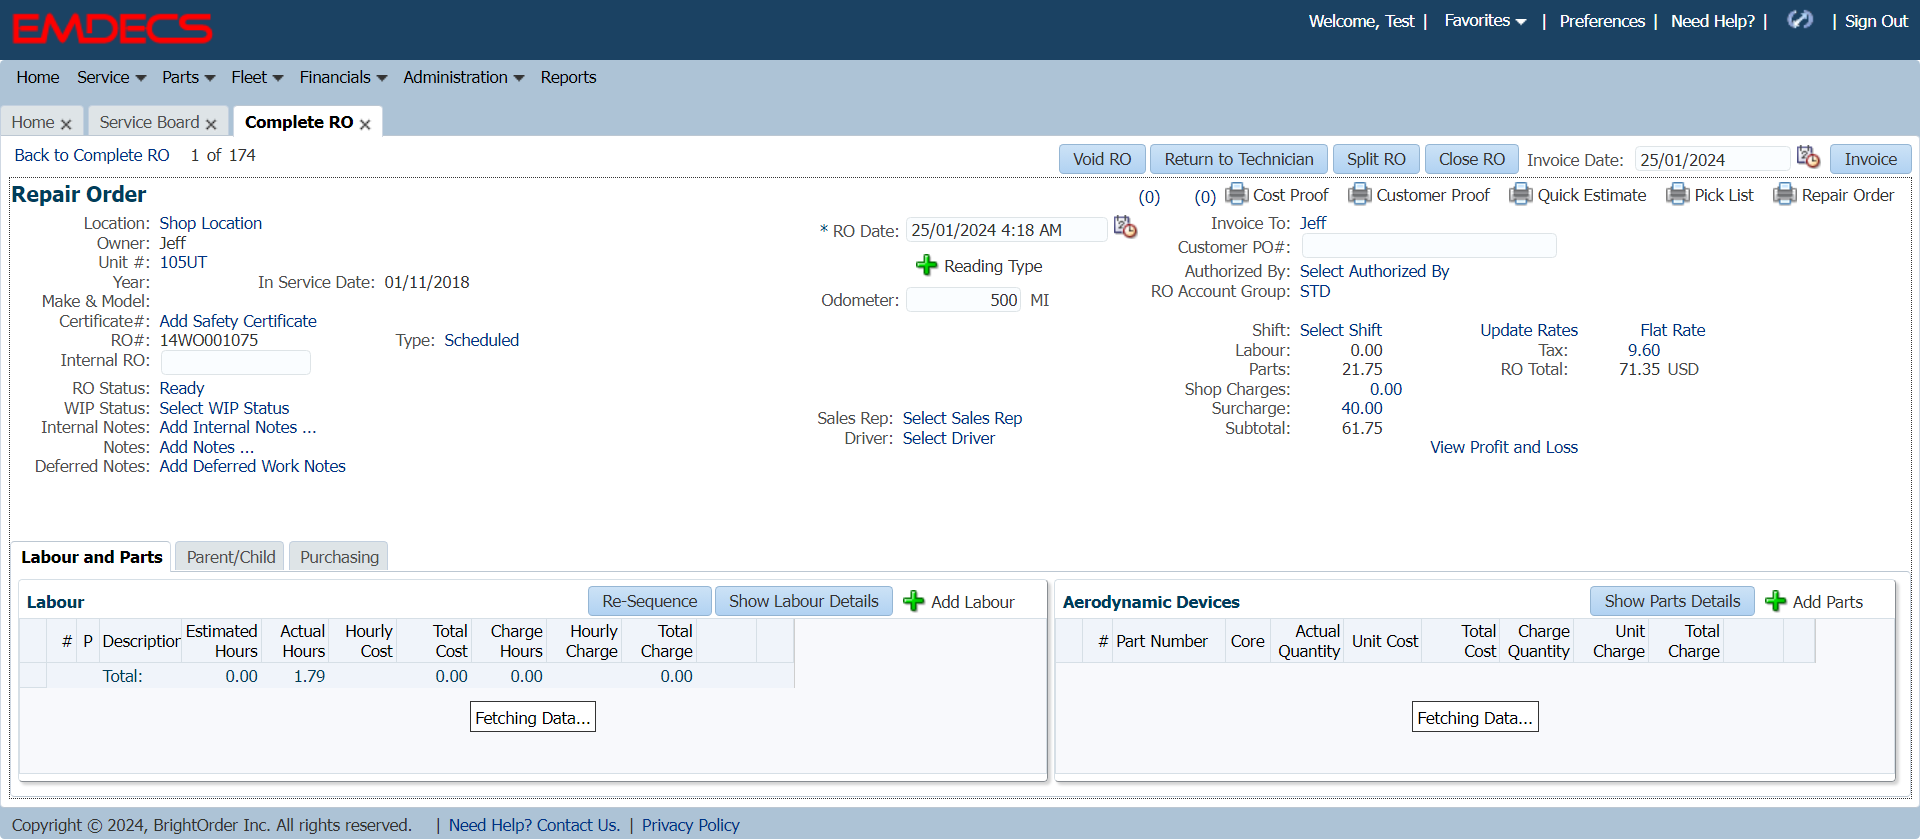 EMDECS
Welcome, Test | Favorites | Preferences | Need Help? | | Sign Out
Home Service Parts Fleet Financials Administration Reports
Home Service Board Complete RO
Back to Complete RO 1 of 174 Void RO Return to Technician Split RO Close RO Invoice Date: 25/01/2024 Invoice
Repair Order (0) (0) Cost Proof Customer Proof Quick Estimate Pick List Repair Order
Location: Shop Location
Owner: Jeff
Unit #: 105UT
Year: In Service Date: 01/11/2018
Make & Model:
Certificate#: Add Safety Certificate
RO#: 14WO001075 Type: Scheduled
Internal RO:
RO Status: Ready
WIP Status: Select WIP Status
Internal Notes: Add Internal Notes ...
Notes: Add Notes ...
Deferred Notes: Add Deferred Work Notes
* RO Date: 25/01/2024 4:18 AM
Reading Type
Odometer: 500 MI
Sales Rep: Select Sales Rep
Driver: Select Driver
Invoice To: Jeff
Customer PO#:
Authorized By: Select Authorized By
RO Account Group: STD
Shift: Select Shift Update Rates Flat Rate
Labour: 0.00 Tax: 9.60
Parts: 21.75 RO Total: 71.35 USD
Shop Charges: 0.00
Surcharge: 40.00
Subtotal: 61.75
View Profit and Loss
Labour and Parts Parent/Child Purchasing
Labour Re-Sequence Show Labour Details Add Labour
# P Description Estimated Hours Actual Hours Hourly Cost Total Cost Charge Hours Hourly Charge Total Charge
Total: 0.00 1.79 0.00 0.00 0.00
Fetching Data...
Aerodynamic Devices Show Parts Details Add Parts
# Part Number Core Actual Quantity Unit Cost Total Cost Charge Quantity Unit Charge Total Charge
Fetching Data...
Copyright © 2024, BrightOrder Inc. All rights reserved. | Need Help? Contact Us. | Privacy Policy